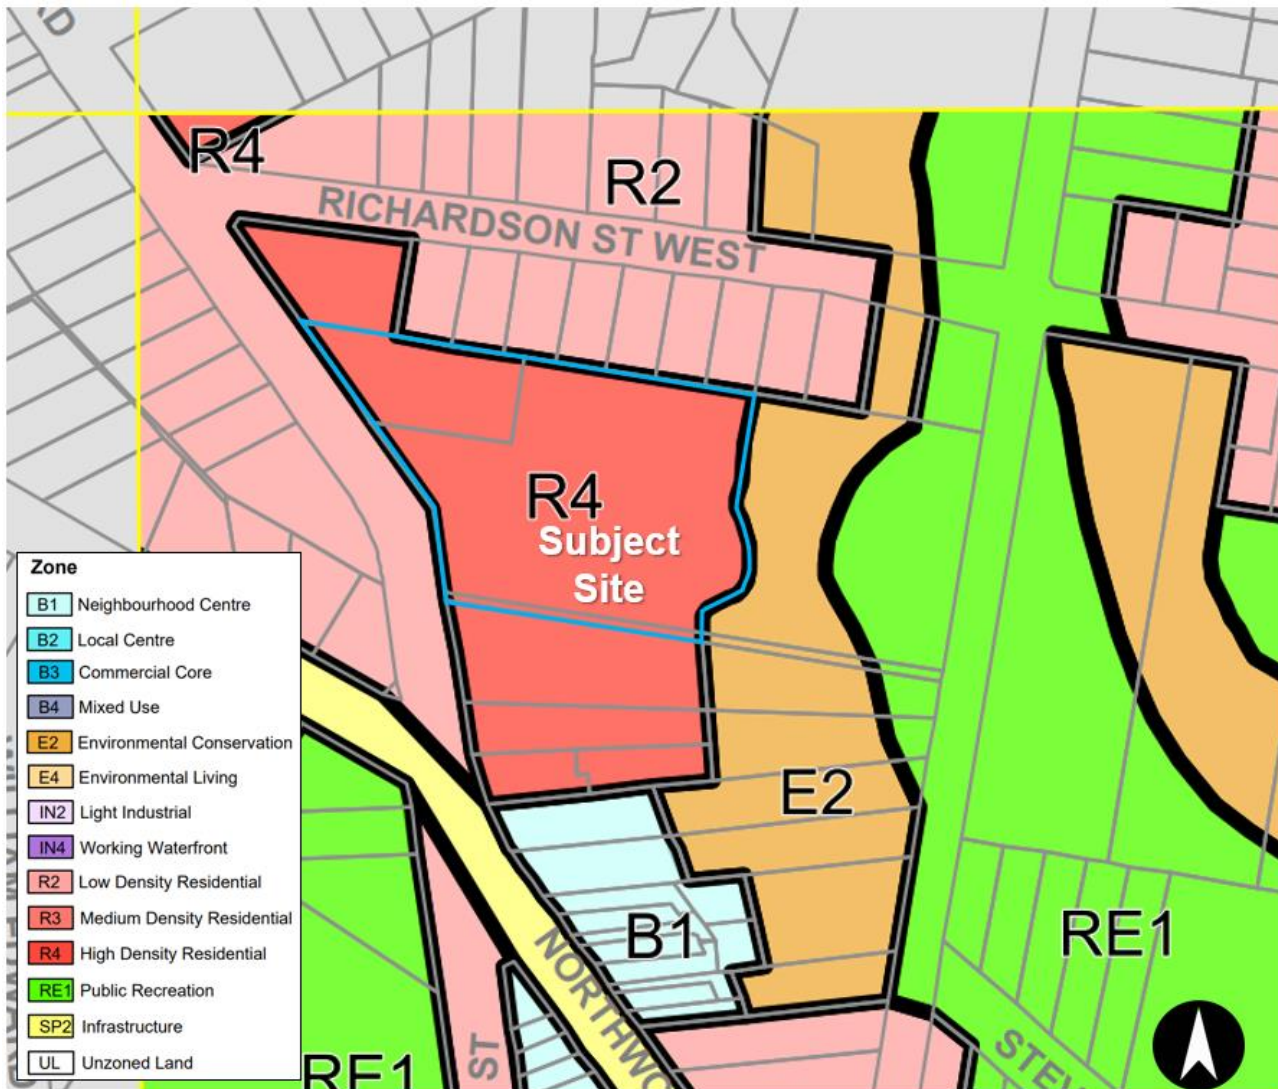 RD
R4
R2
RICHARDSON ST WEST
R4
Subject
Site
Zone
B1 Neighbourhood Centre
B2 Local Centre
B3 Commercial Core
B4 Mixed Use
E2 Environmental Conservation
E4 Environmental Living
IN2 Light Industrial
IN4 Working Waterfront
R2 Low Density Residential
R3 Medium Density Residential
R4 High Density Residential
RE1 Public Recreation
SP2 Infrastructure
UL Unzoned Land
E2
B1
RE1
NORTHWO
ST
STEW
RE1